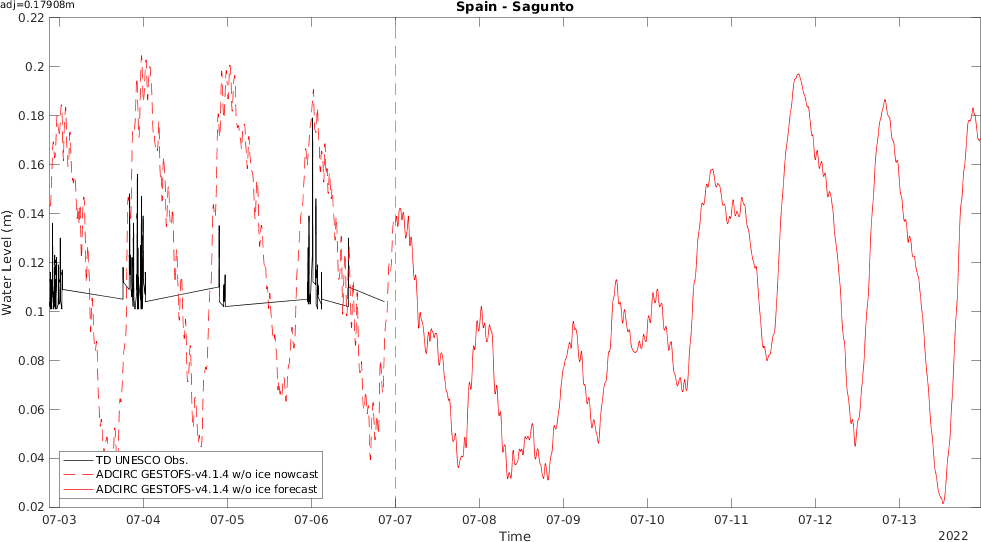 adj=0.17908m
Spain - Sagunto
0.22
0.2
0.18
0.16
0.14
0.12
0.1
0.08
0.06
0.04
0.02
Water Level (m)
TD UNESCO Obs.
ADCIRC GESTOFS-v4.1.4 w/o ice nowcast
ADCIRC GESTOFS-v4.1.4 w/o ice forecast
07-03 07-04 07-05 07-06 07-07 07-08 07-09 07-10 07-11 07-12 07-13
Time
2022